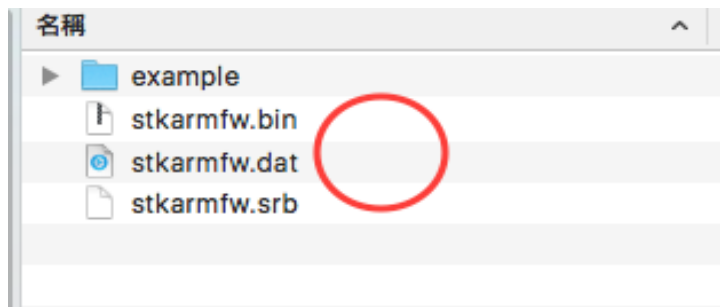 名稱
example
stkarmfw.bin
stkarmfw.dat
stkarmfw.srb